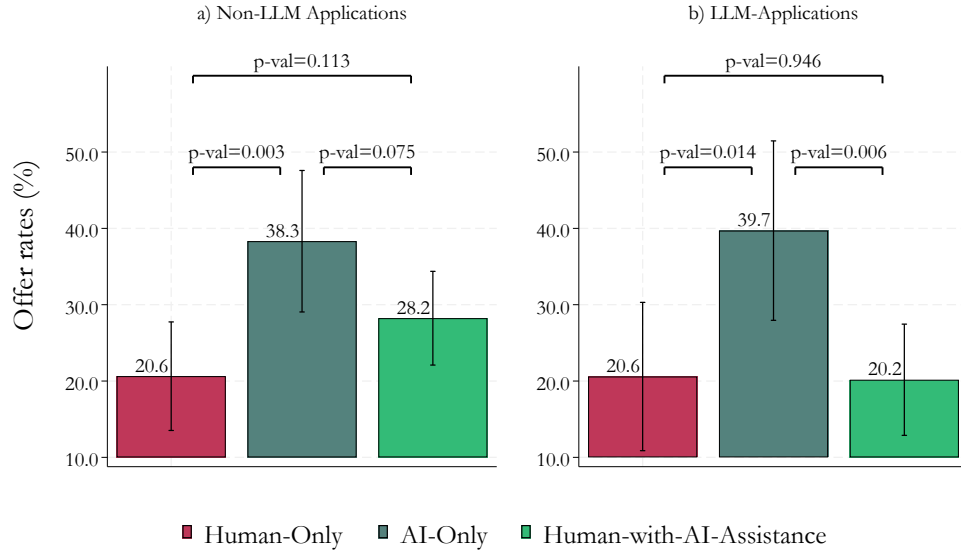 a) Non-LLM Applications
b) LLM-Applications
p-val=0.113
p-val=0.946
p-val=0.003
p-val=0.075
p-val=0.014
p-val=0.006
Offer rates (%)
50.0
40.0
30.0
20.0
10.0
38.3
28.2
20.6
50.0
40.0
30.0
20.0
10.0
39.7
20.6
20.2
Human-Only
AI-Only
Human-with-AI-Assistance